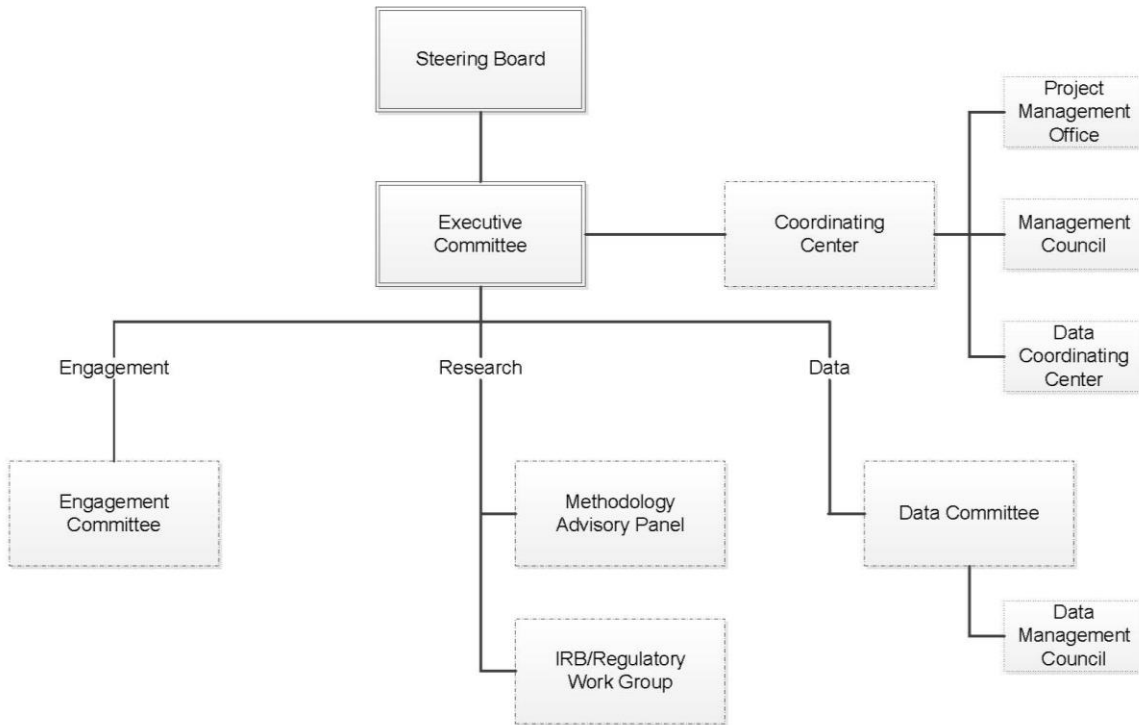 Steering Board
Project
Management
Office
Executive
Committee
Coordinating
Center
Management
Council
Data
Coordinating
Center
Engagement
Research
Data
Engagement
Committee
Methodology
Advisory Panel
Data Committee
IRB/Regulatory
Work Group
Data
Management
Council